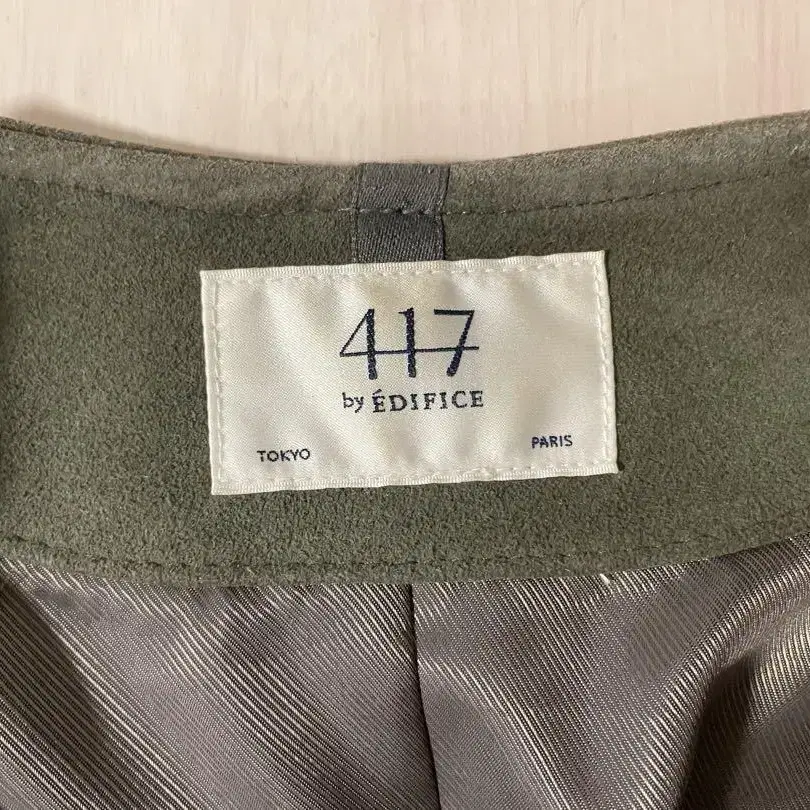 417
by ÉDIFICE
TOKYO PARIS